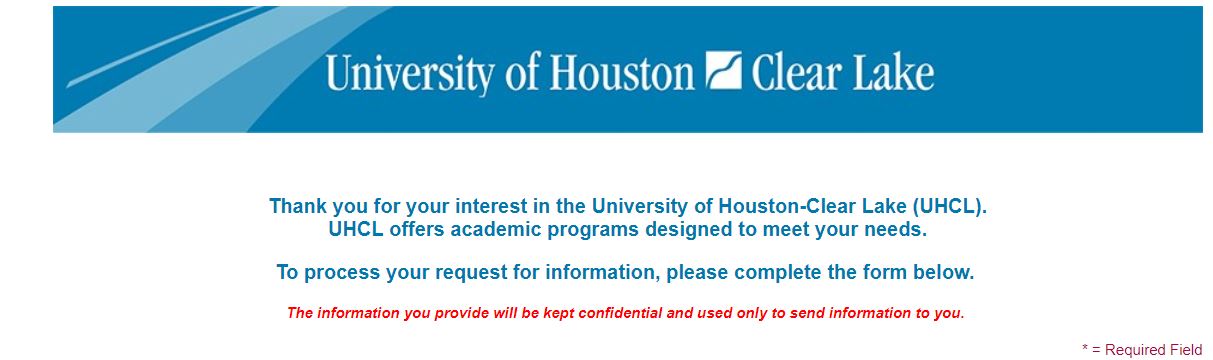 University of Houston Clear Lake
Thank you for your interest in the University of Houston-Clear Lake (UHCL).
UHCL offers academic programs designed to meet your needs.
To process your request for information, please complete the form below.
The information you provide will be kept confidential and used only to send information to you.
* = Required Field